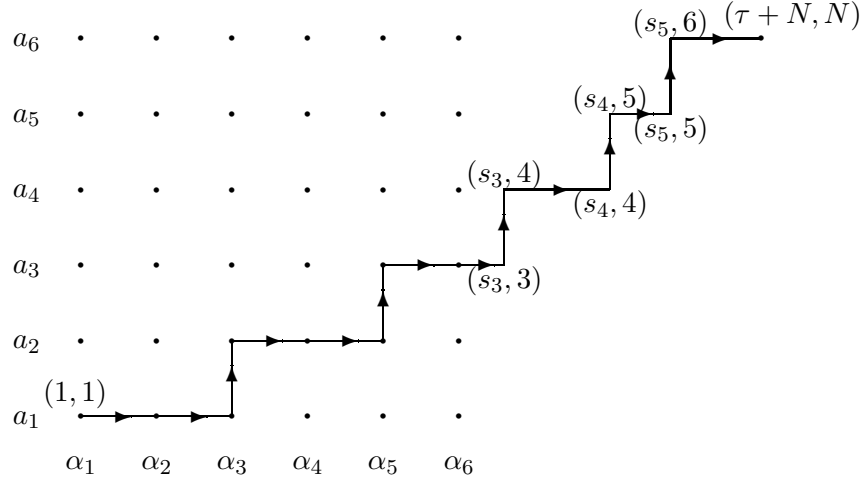 (s₅, 6) (τ + N, N)
a₆
(s₄, 5)
a₅ (s₅, 5)
(s₃, 4)
a₄ (s₄, 4)
a₃ (s₃, 3)
a₂
(1, 1)
a₁
α₁ α₂ α₃ α₄ α₅ α₆